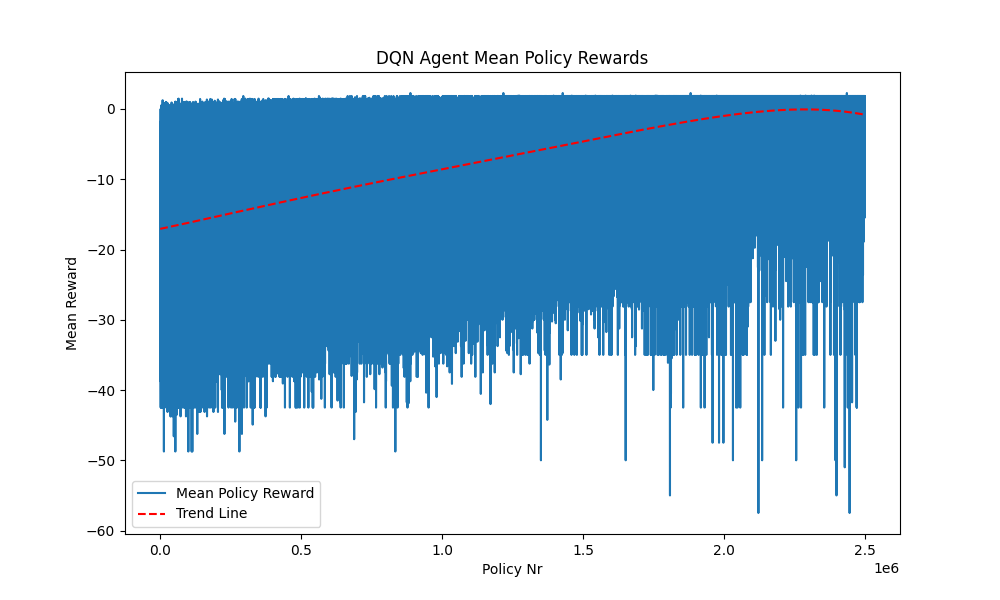 DQN Agent Mean Policy Rewards
Mean Reward
0
−10
−20
−30
−40
−50
−60
Mean Policy Reward
Trend Line
0.0 0.5 1.0 1.5 2.0 2.5
1e6
Policy Nr